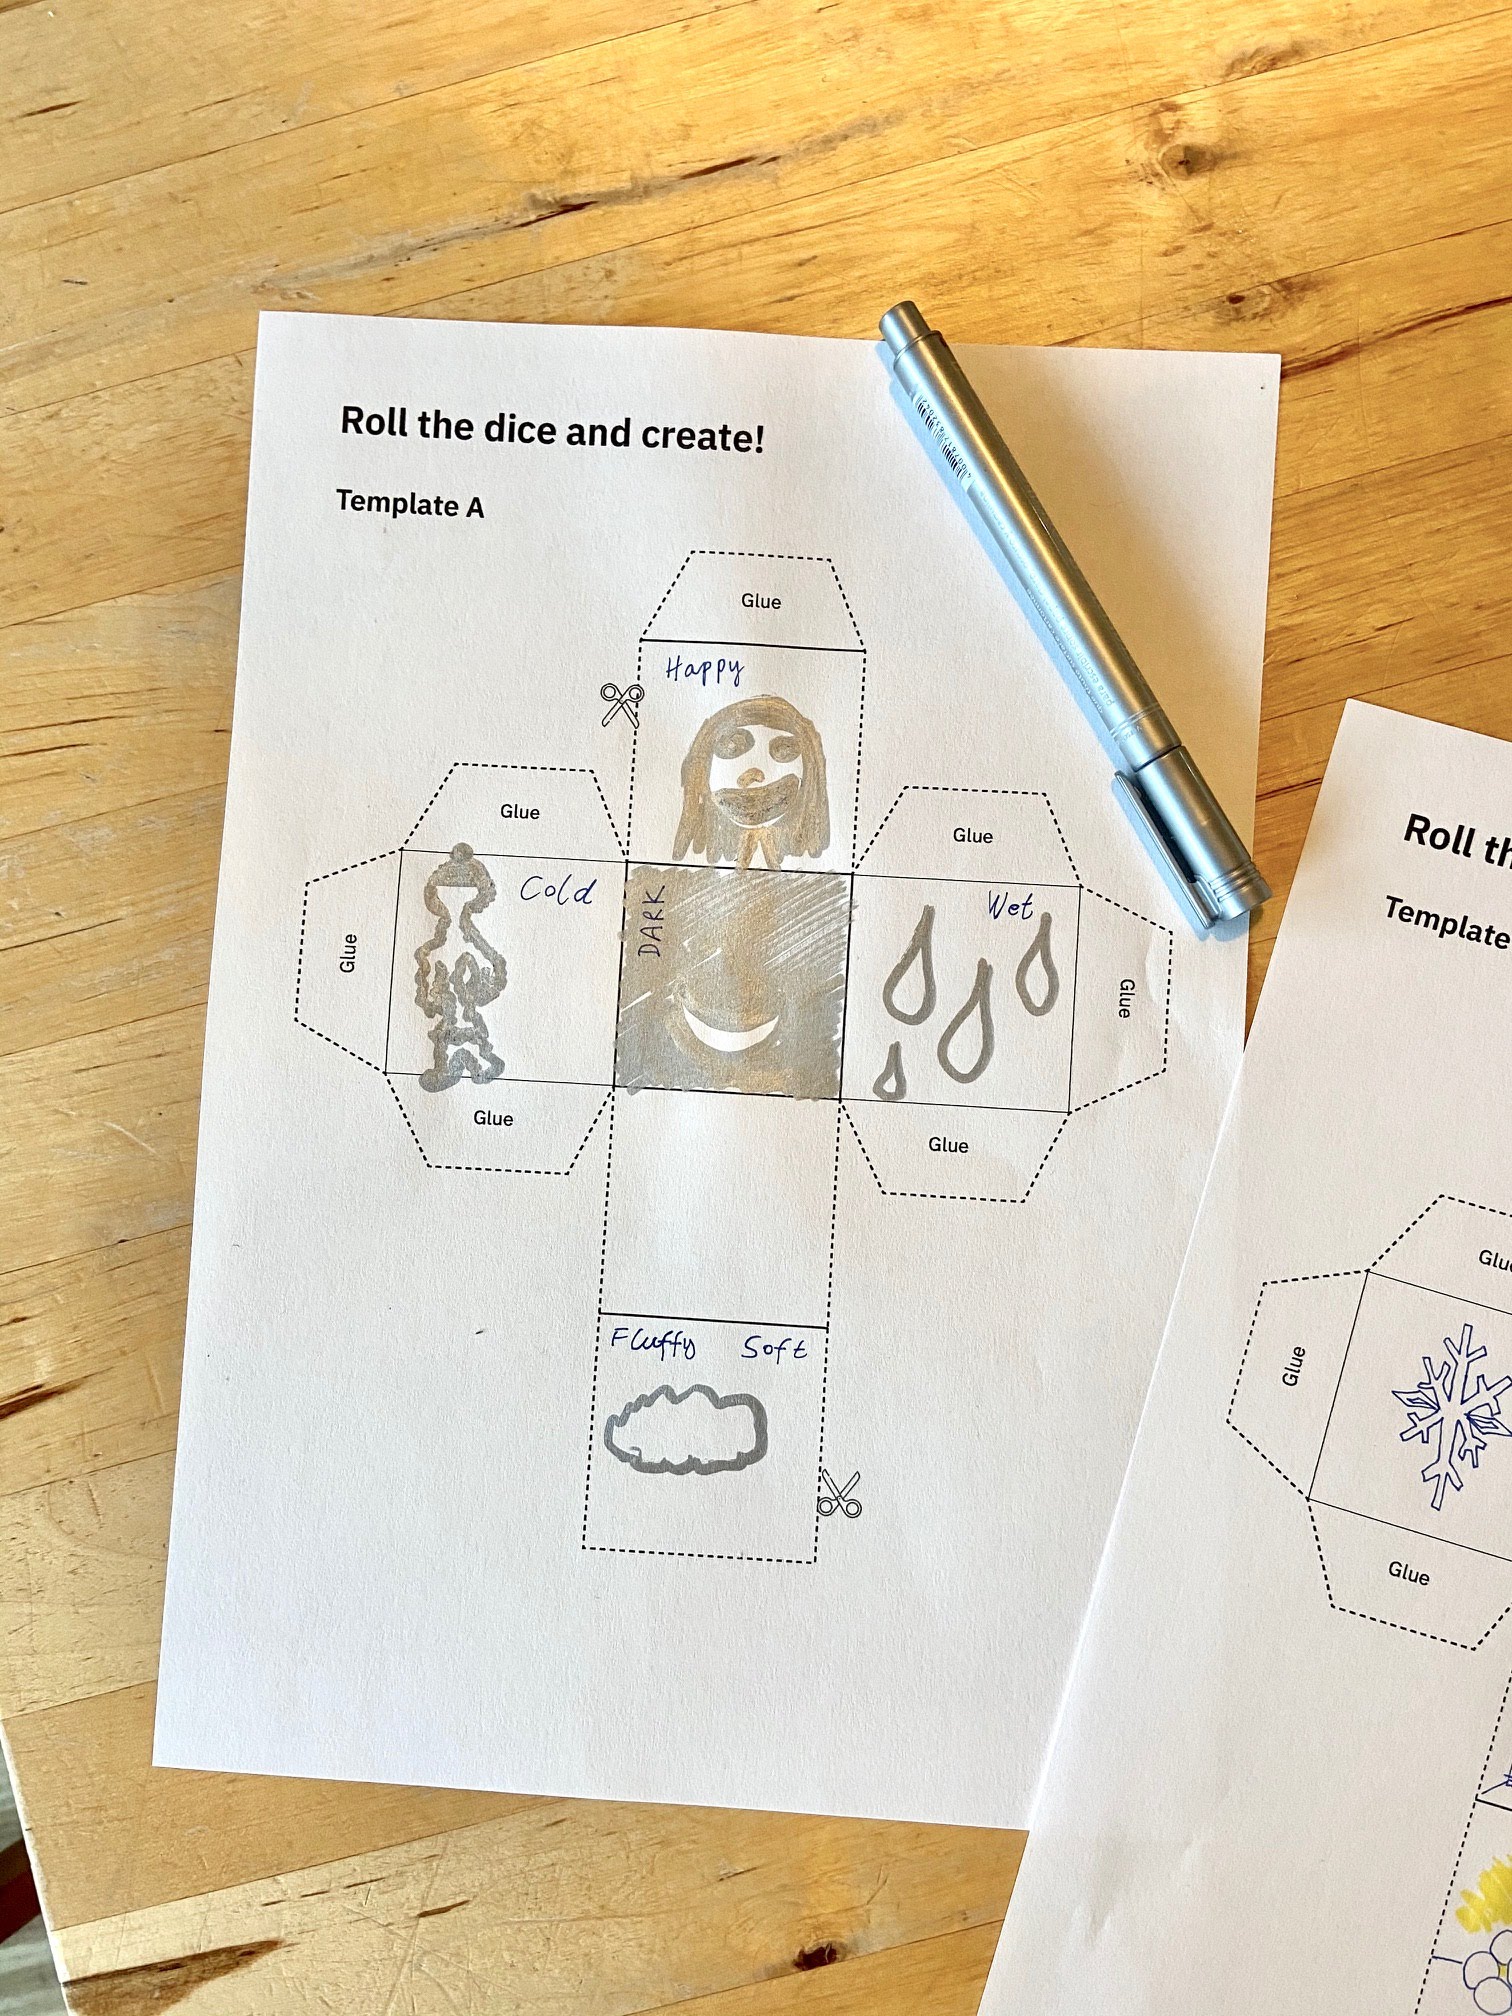 Roll the dice and create!
Template A
Glue
Happy
Glue
Glue
Cold
DARK
Wet
Glue
Glue
Glue
Glue
Fluffy Soft
Roll th
Template
Glu
Glue
Glue